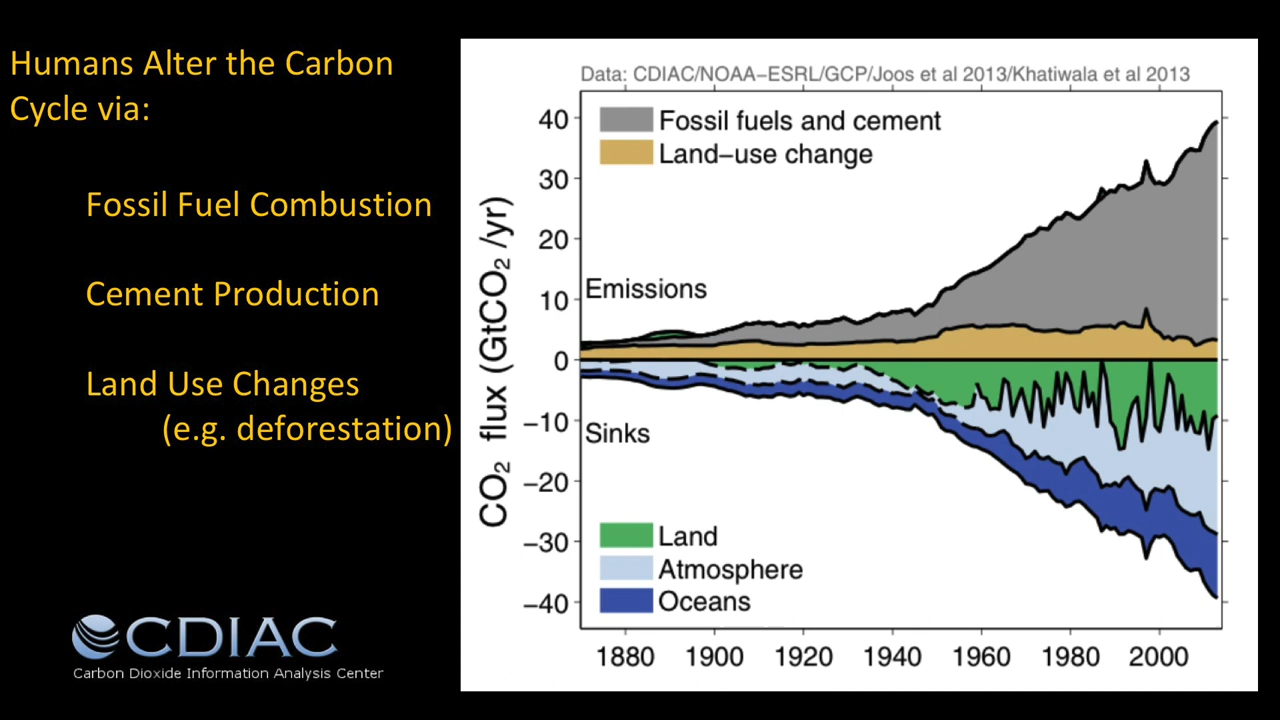 Humans Alter the Carbon
Cycle via:
Fossil Fuel Combustion
Cement Production
Land Use Changes
(e.g. deforestation)
CDIAC
Carbon Dioxide Information Analysis Center
Data: CDIAC/NOAA−ESRL/GCP/Joos et al 2013/Khatiwala et al 2013
Fossil fuels and cement
Land−use change
Emissions
Sinks
Land
Atmosphere
Oceans
CO₂ flux (GtCO₂ /yr)
40
30
20
10
0
−10
−20
−30
−40
1880 1900 1920 1940 1960 1980 2000